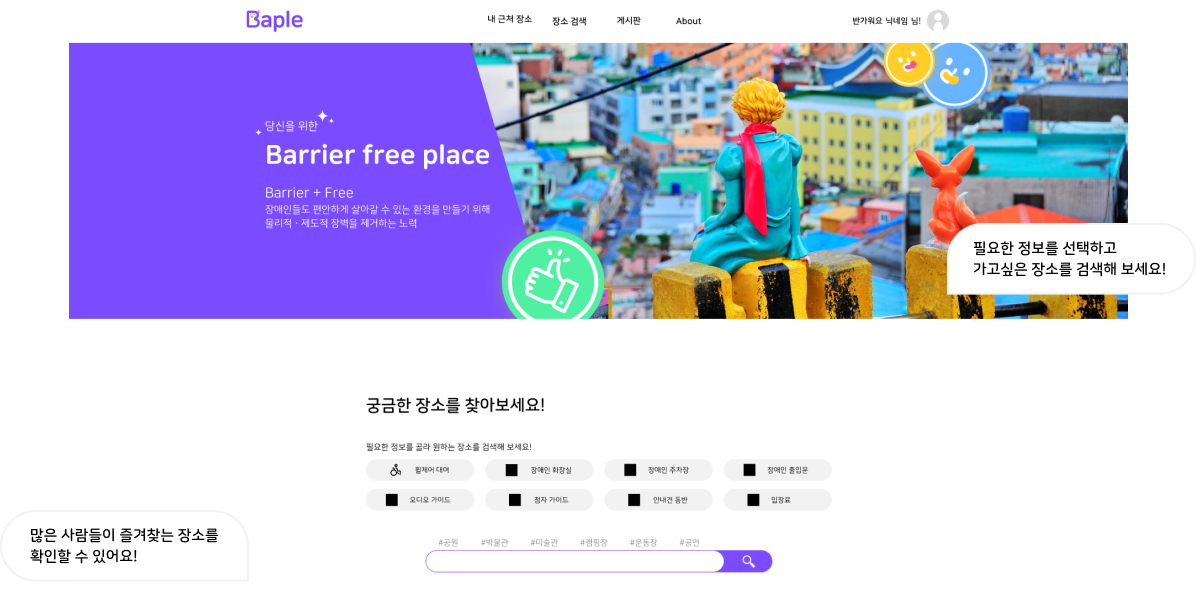 Baple
내 근처 장소
장소 검색
게시판
About
반가워요 닉네임 님!
당신을 위한
Barrier free place
Barrier + Free
장애인들도 편안하게 살아갈 수 있는 환경을 만들기 위해
물리적 · 제도적 장벽을 제거하는 노력
필요한 정보를 선택하고
가고싶은 장소를 검색해 보세요!
궁금한 장소를 찾아보세요!
필요한 정보를 골라 원하는 장소를 검색해 보세요!
휠체어 대여
장애인 화장실
장애인 주차장
장애인 출입문
오디오 가이드
점자 가이드
안내견 동반
입장료
많은 사람들이 즐겨찾는 장소를
확인할 수 있어요!
#공원
#박물관
#미술관
#캠핑장
#운동장
#공연